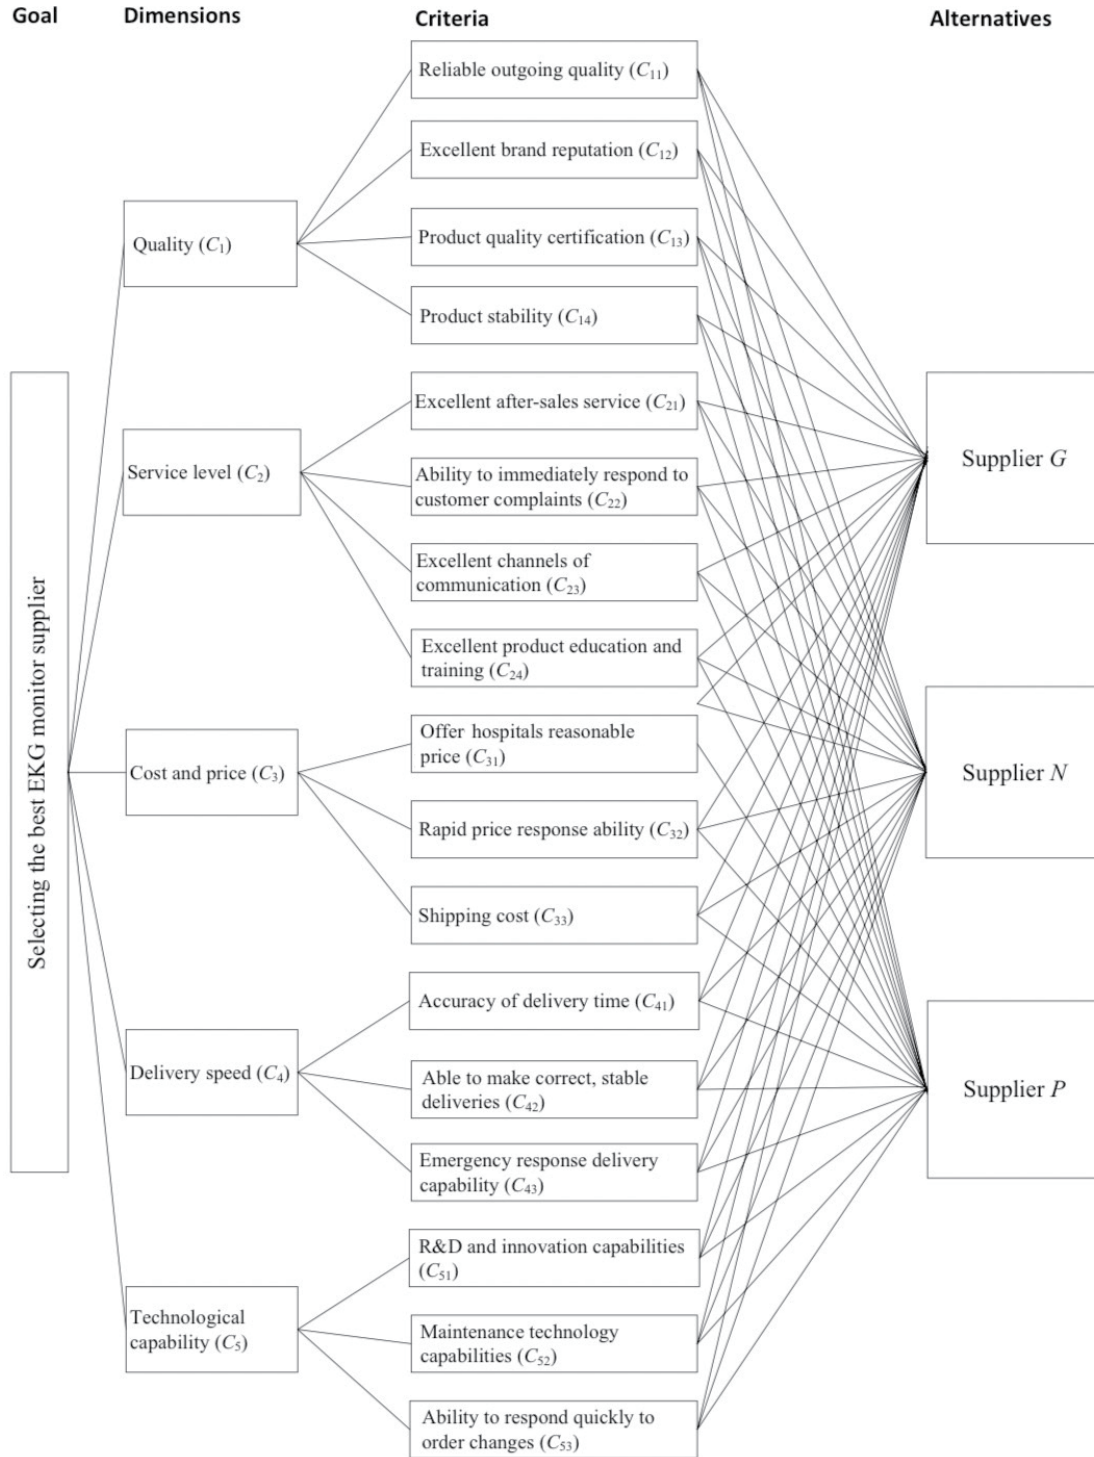 Goal
Dimensions
Criteria
Alternatives
Selecting the best EKG monitor supplier
Quality (C₁)
Service level (C₂)
Cost and price (C₃)
Delivery speed (C₄)
Technological
capability (C₅)
Reliable outgoing quality (C₁₁)
Excellent brand reputation (C₁₂)
Product quality certification (C₁₃)
Product stability (C₁₄)
Excellent after-sales service (C₂₁)
Ability to immediately respond to
customer complaints (C₂₂)
Excellent channels of
communication (C₂₃)
Excellent product education and
training (C₂₄)
Offer hospitals reasonable
price (C₃₁)
Rapid price response ability (C₃₂)
Shipping cost (C₃₃)
Accuracy of delivery time (C₄₁)
Able to make correct, stable
deliveries (C₄₂)
Emergency response delivery
capability (C₄₃)
R&D and innovation capabilities
(C₅₁)
Maintenance technology
capabilities (C₅₂)
Ability to respond quickly to
order changes (C₅₃)
Supplier G
Supplier N
Supplier P